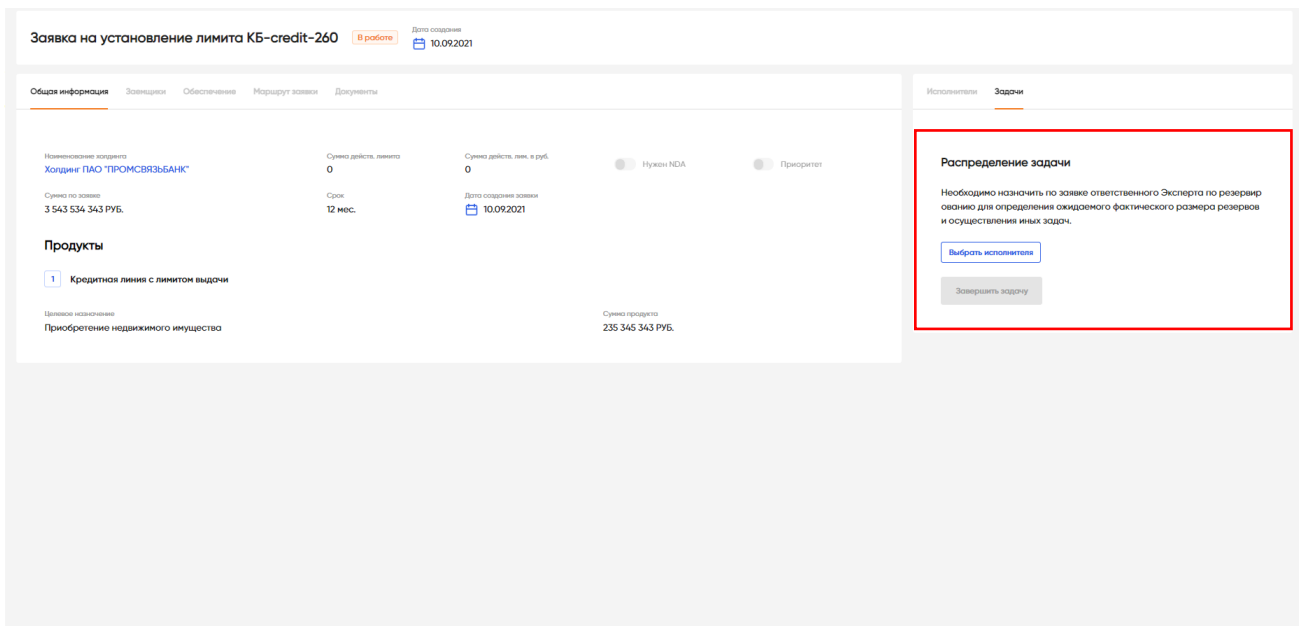 Заявка на установление лимита КБ-credit-260
В работе
Дата создания
10.09.2021
Общая информация
Заемщики
Обеспечения
Маршрут заявки
Документы
Исполнители
Задачи
Наименование холдинга
Холдинг ПАО "ПРОМСВЯЗЬБАНК"
Сумма действ. лимита
0
Сумма действ. лим. в руб.
0
Нужен NDA
Приоритет
Сумма по заявке
3 543 534 343 РУБ.
Срок
12 мес.
Дата создания заявки
10.09.2021
Продукты
1 Кредитная линия с лимитом выдачи
Целевое назначение
Приобретение недвижимого имущества
Сумма продукта
235 345 343 РУБ.
Распределение задачи
Необходимо назначить по заявке ответственного Эксперта по резервир
ованию для определения ожидаемого фактического размера резервов
и осуществления иных задач.
Выбрать исполнителя
Завершить задачу